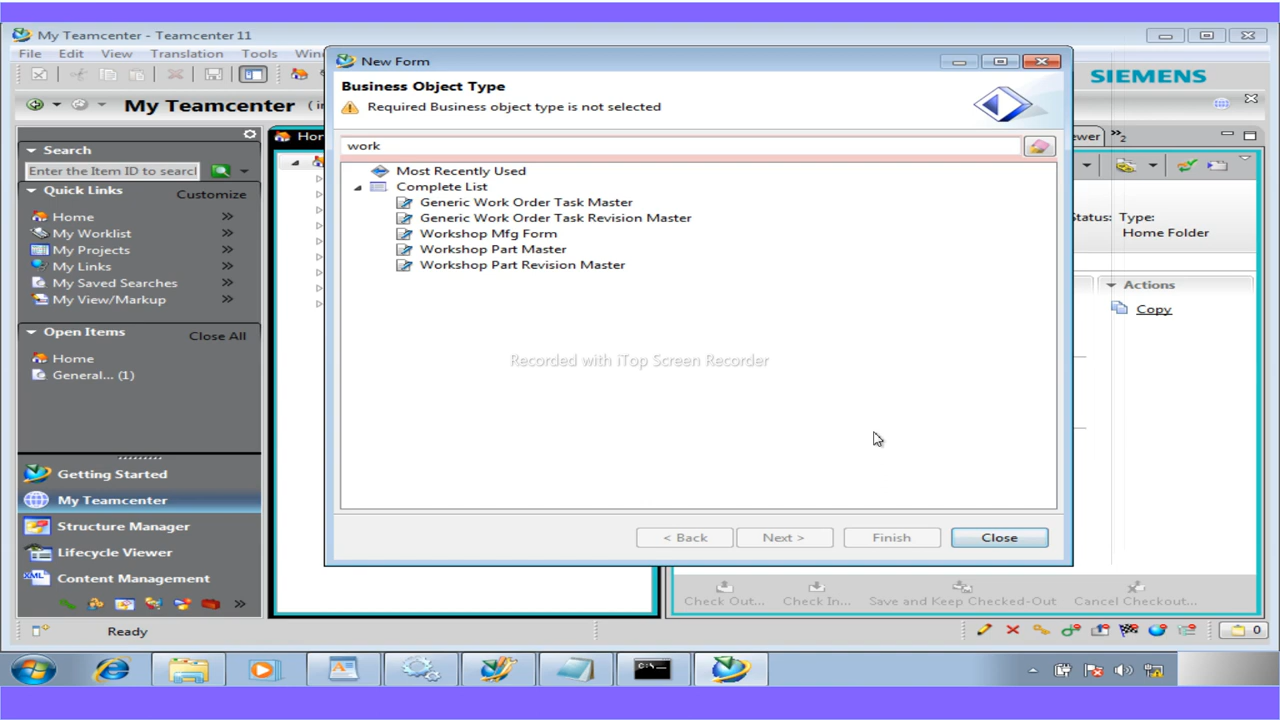 My Teamcenter - Teamcenter 11
File Edit View Translation Tools Win
SIEMENS
My Teamcenter ( i
Search
Enter the Item ID to searcl
Quick Links Customize
Home »
My Worklist »
My Projects »
My Links »
My Saved Searches »
My View/Markup »
Open Items Close All
Home
General... (1)
Getting Started
My Teamcenter
Structure Manager
Lifecycle Viewer
Content Management
»
Ready
Hor
New Form
Business Object Type
Required Business object type is not selected
work
Most Recently Used
Complete List
Generic Work Order Task Master
Generic Work Order Task Revision Master
Workshop Mfg Form
Workshop Part Master
Workshop Part Revision Master
Recorded with iTop Screen Recorder
< Back Next > Finish Close
ewer »2
Status: Type:
Home Folder
Actions
Copy
Check Out... Check In... Save and Keep Checked-Out Cancel Checkout...
0